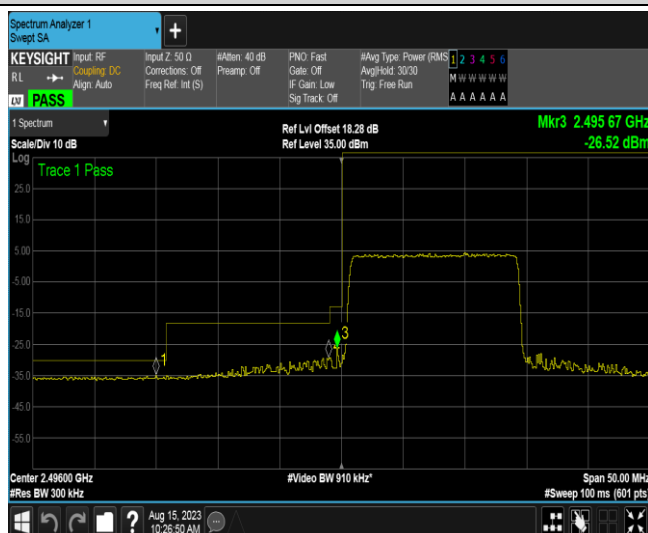 Spectrum Analyzer 1
Swept SA
KEYSIGHT Input: RF Input Z: 50 Ω #Atten: 40 dB PNO: Fast #Avg Type: Power (RMS 1 2 3 4 5 6
RL Coupling: DC Corrections: Off Preamp: Off Gate: Off Avg|Hold: 30/30 M W W W W W
Align: Auto Freq Ref: Int (S) IF Gain: Low Trig: Free Run
Sig Track: Off A A A A A A
LXI PASS
1 Spectrum
Ref Lvl Offset 18.28 dB Mkr3 2.495 67 GHz
Scale/Div 10 dB Ref Level 35.00 dBm -26.52 dBm
Log
Trace 1 Pass
25.0
15.0
5.00
-5.00
-15.0
-25.0
3
1
-35.0
-45.0
-55.0
Center 2.49600 GHz #Video BW 910 kHz* Span 50.00 MHz
#Res BW 300 kHz #Sweep 100 ms (601 pts)
? Aug 15, 2023
10:26:50 AM